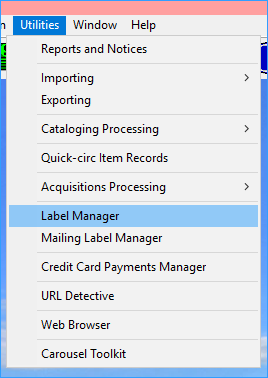 Utilities Window Help
Reports and Notices
Importing
Exporting
Cataloging Processing
Quick-circ Item Records
Acquisitions Processing
Label Manager
Mailing Label Manager
Credit Card Payments Manager
URL Detective
Web Browser
Carousel Toolkit